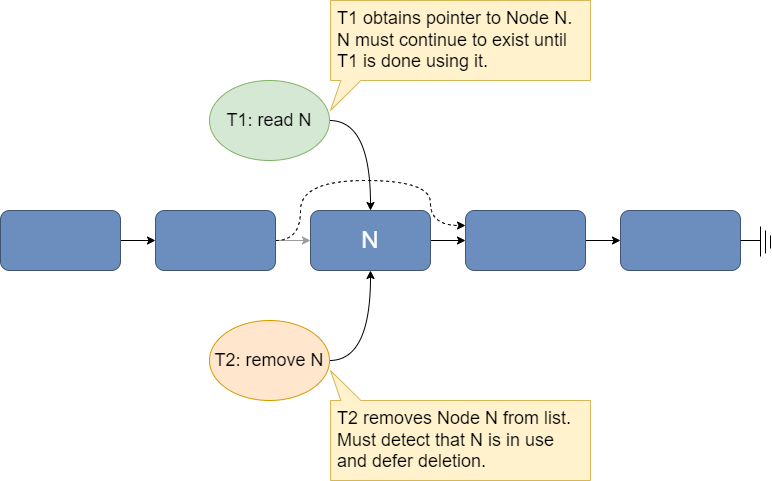 T1 obtains pointer to Node N.
N must continue to exist until
T1 is done using it.
T1: read N
N
T2: remove N
T2 removes Node N from list.
Must detect that N is in use
and defer deletion.